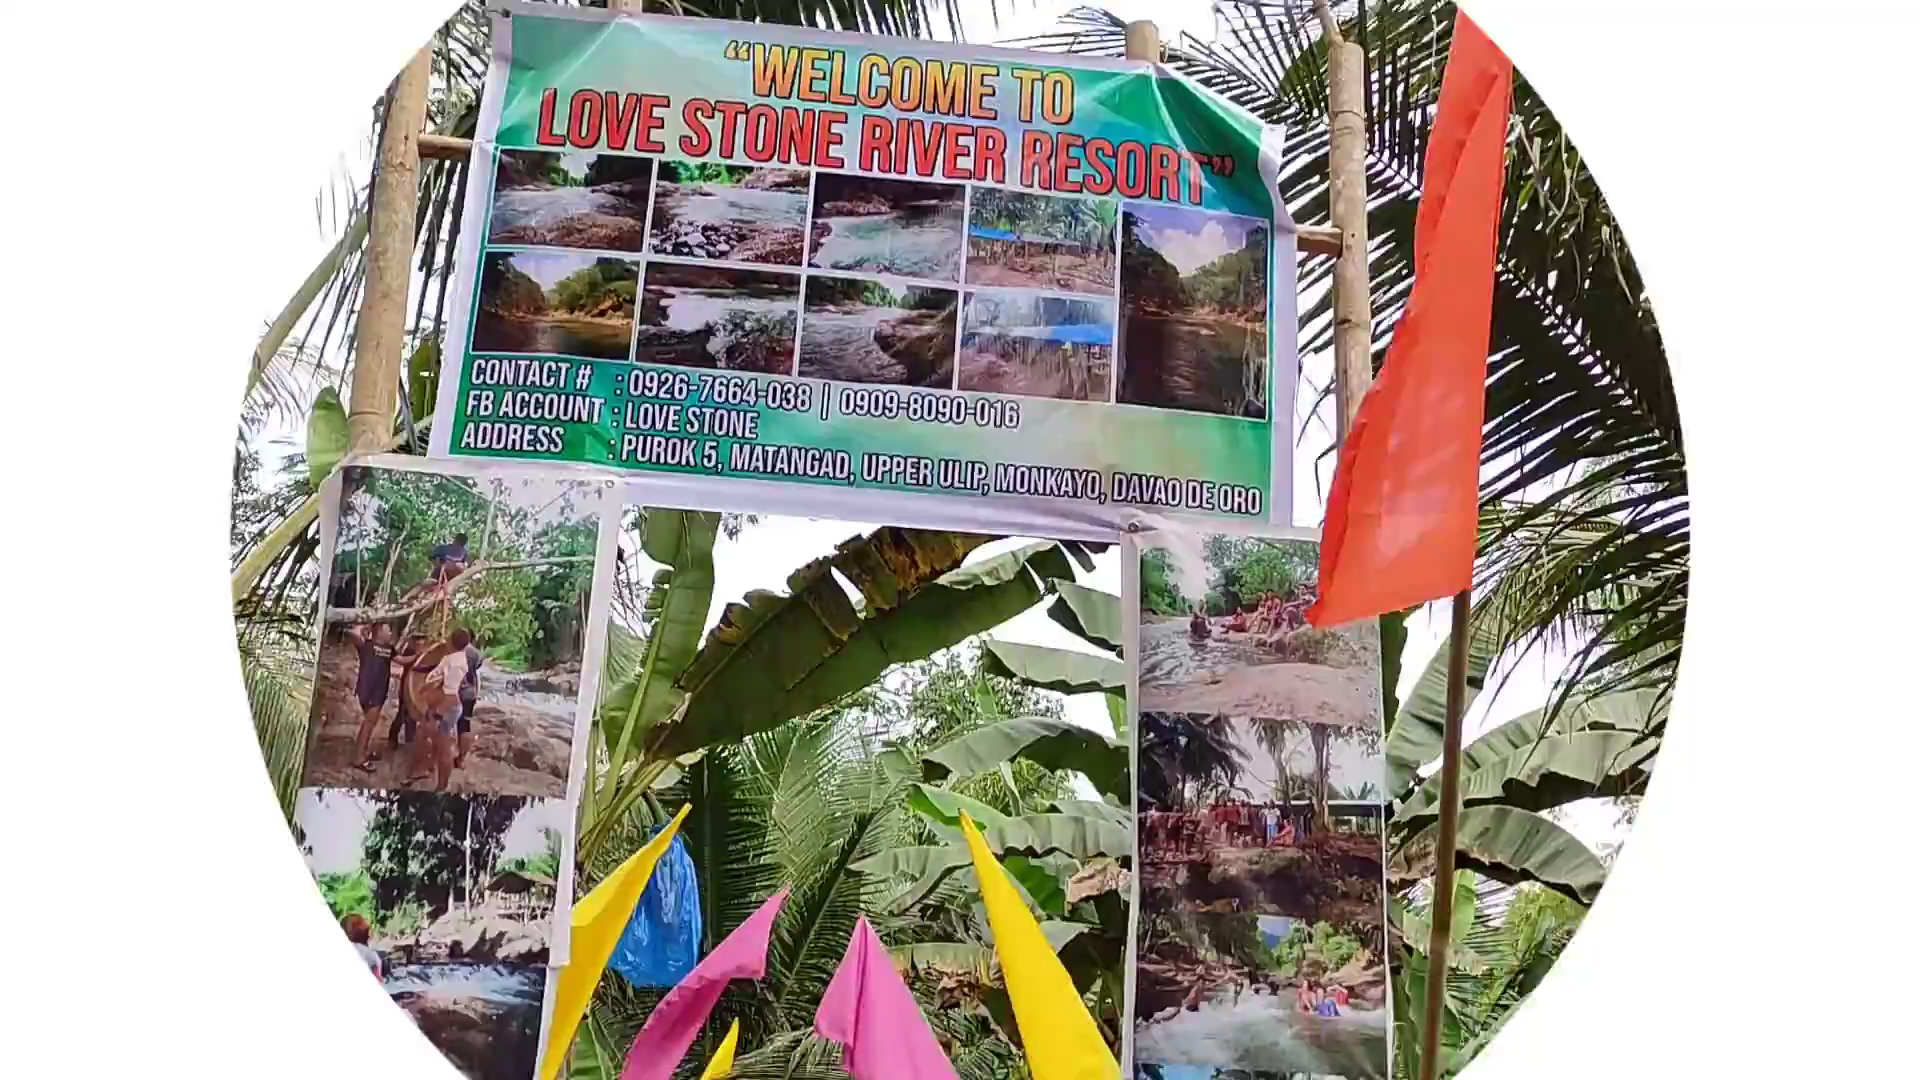 “WELCOME TO
LOVE STONE RIVER RESORT”
CONTACT # : 0926-7664-038 | 0909-8090-016
FB ACCOUNT : LOVE STONE
ADDRESS : PUROK 5, MATANGAD, UPPER ULIP, MONKAYO, DAVAO DE ORO